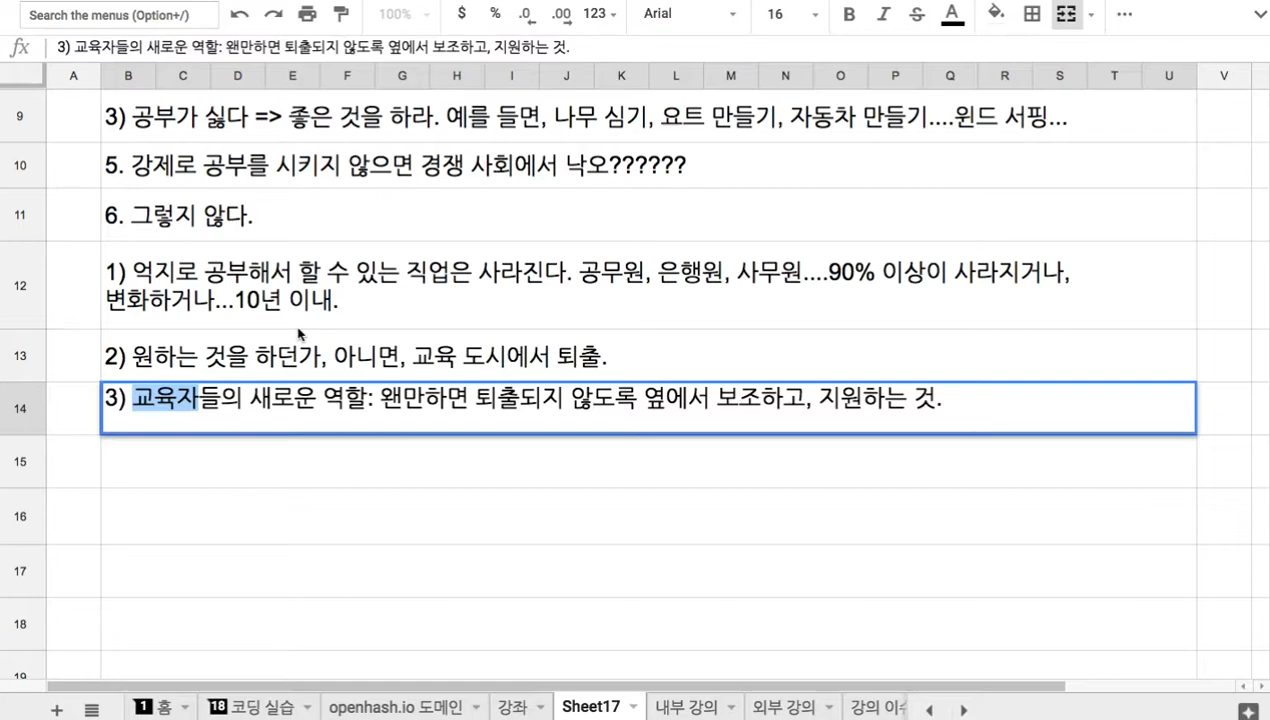 Search the menus (Option+/)
100%
$ % .0 .00 123
Arial
16
B I S A
fx 3) 교육자들의 새로운 역할: 왠만하면 퇴출되지 않도록 옆에서 보조하고, 지원하는 것.
A B C D E F G H I J K L M N O P Q R S T U V
9 3) 공부가 싫다 => 좋은 것을 하라. 예를 들면, 나무 심기, 요트 만들기, 자동차 만들기....윈드 서핑...
10 5. 강제로 공부를 시키지 않으면 경쟁 사회에서 낙오??????
11 6. 그렇지 않다.
12 1) 억지로 공부해서 할 수 있는 직업은 사라진다. 공무원, 은행원, 사무원....90% 이상이 사라지거나,
변화하거나...10년 이내.
13 2) 원하는 것을 하던가, 아니면, 교육 도시에서 퇴출.
14 3) 교육자들의 새로운 역할: 왠만하면 퇴출되지 않도록 옆에서 보조하고, 지원하는 것.
15
16
17
18
19
1 홈 18 코딩 실습 openhash.io 도메인 강좌 Sheet17 내부 강의 외부 강의 강의 이수